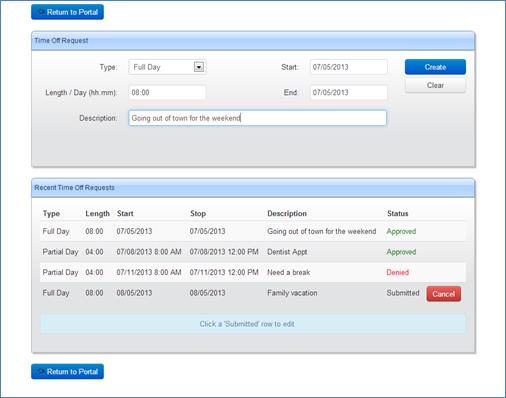 Return to Portal
Time Off Request
Type: Full Day Start: 07/05/2013 Create
Length / Day (hh:mm): 08:00 End: 07/05/2013 Clear
Description: Going out of town for the weekend
Recent Time Off Requests
Type Length Start Stop Description Status
Full Day 08:00 07/05/2013 07/05/2013 Going out of town for the weekend Approved
Partial Day 04:00 07/08/2013 8:00 AM 07/08/2013 12:00 PM Dentist Appt Approved
Partial Day 04:00 07/11/2013 8:00 AM 07/11/2013 12:00 PM Need a break Denied
Full Day 08:00 08/05/2013 08/05/2013 Family vacation Submitted Cancel
Click a 'Submitted' row to edit
Return to Portal